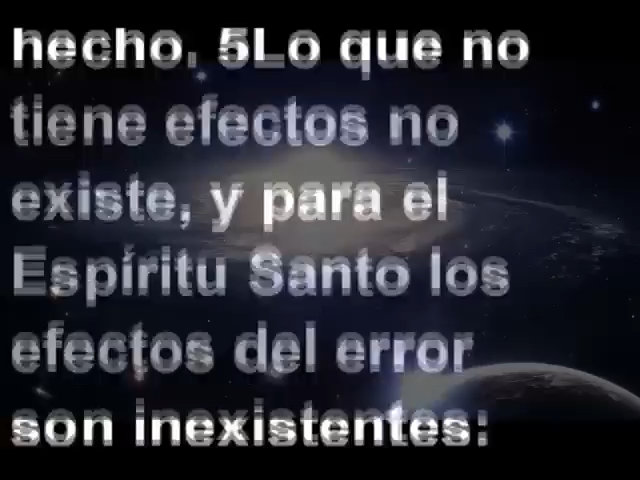 hecho. 5Lo que no
tiene efectos no
existe, y para el
Espíritu Santo los
efectos del error
son inexistentes: